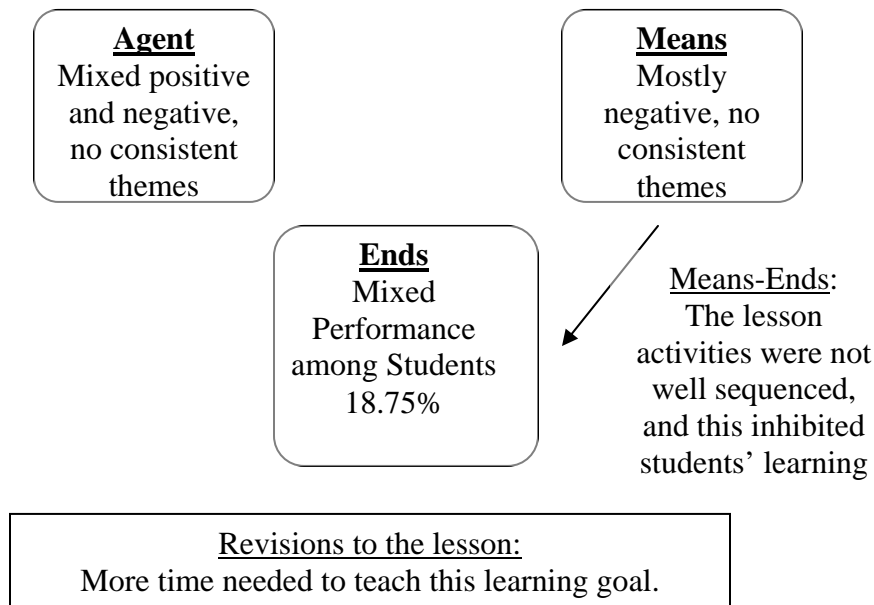 Agent
Mixed positive
and negative,
no consistent
themes
Means
Mostly
negative, no
consistent
themes
Ends
Mixed
Performance
among Students
18.75%
Means-Ends:
The lesson
activities were not
well sequenced,
and this inhibited
students’ learning
Revisions to the lesson:
More time needed to teach this learning goal.